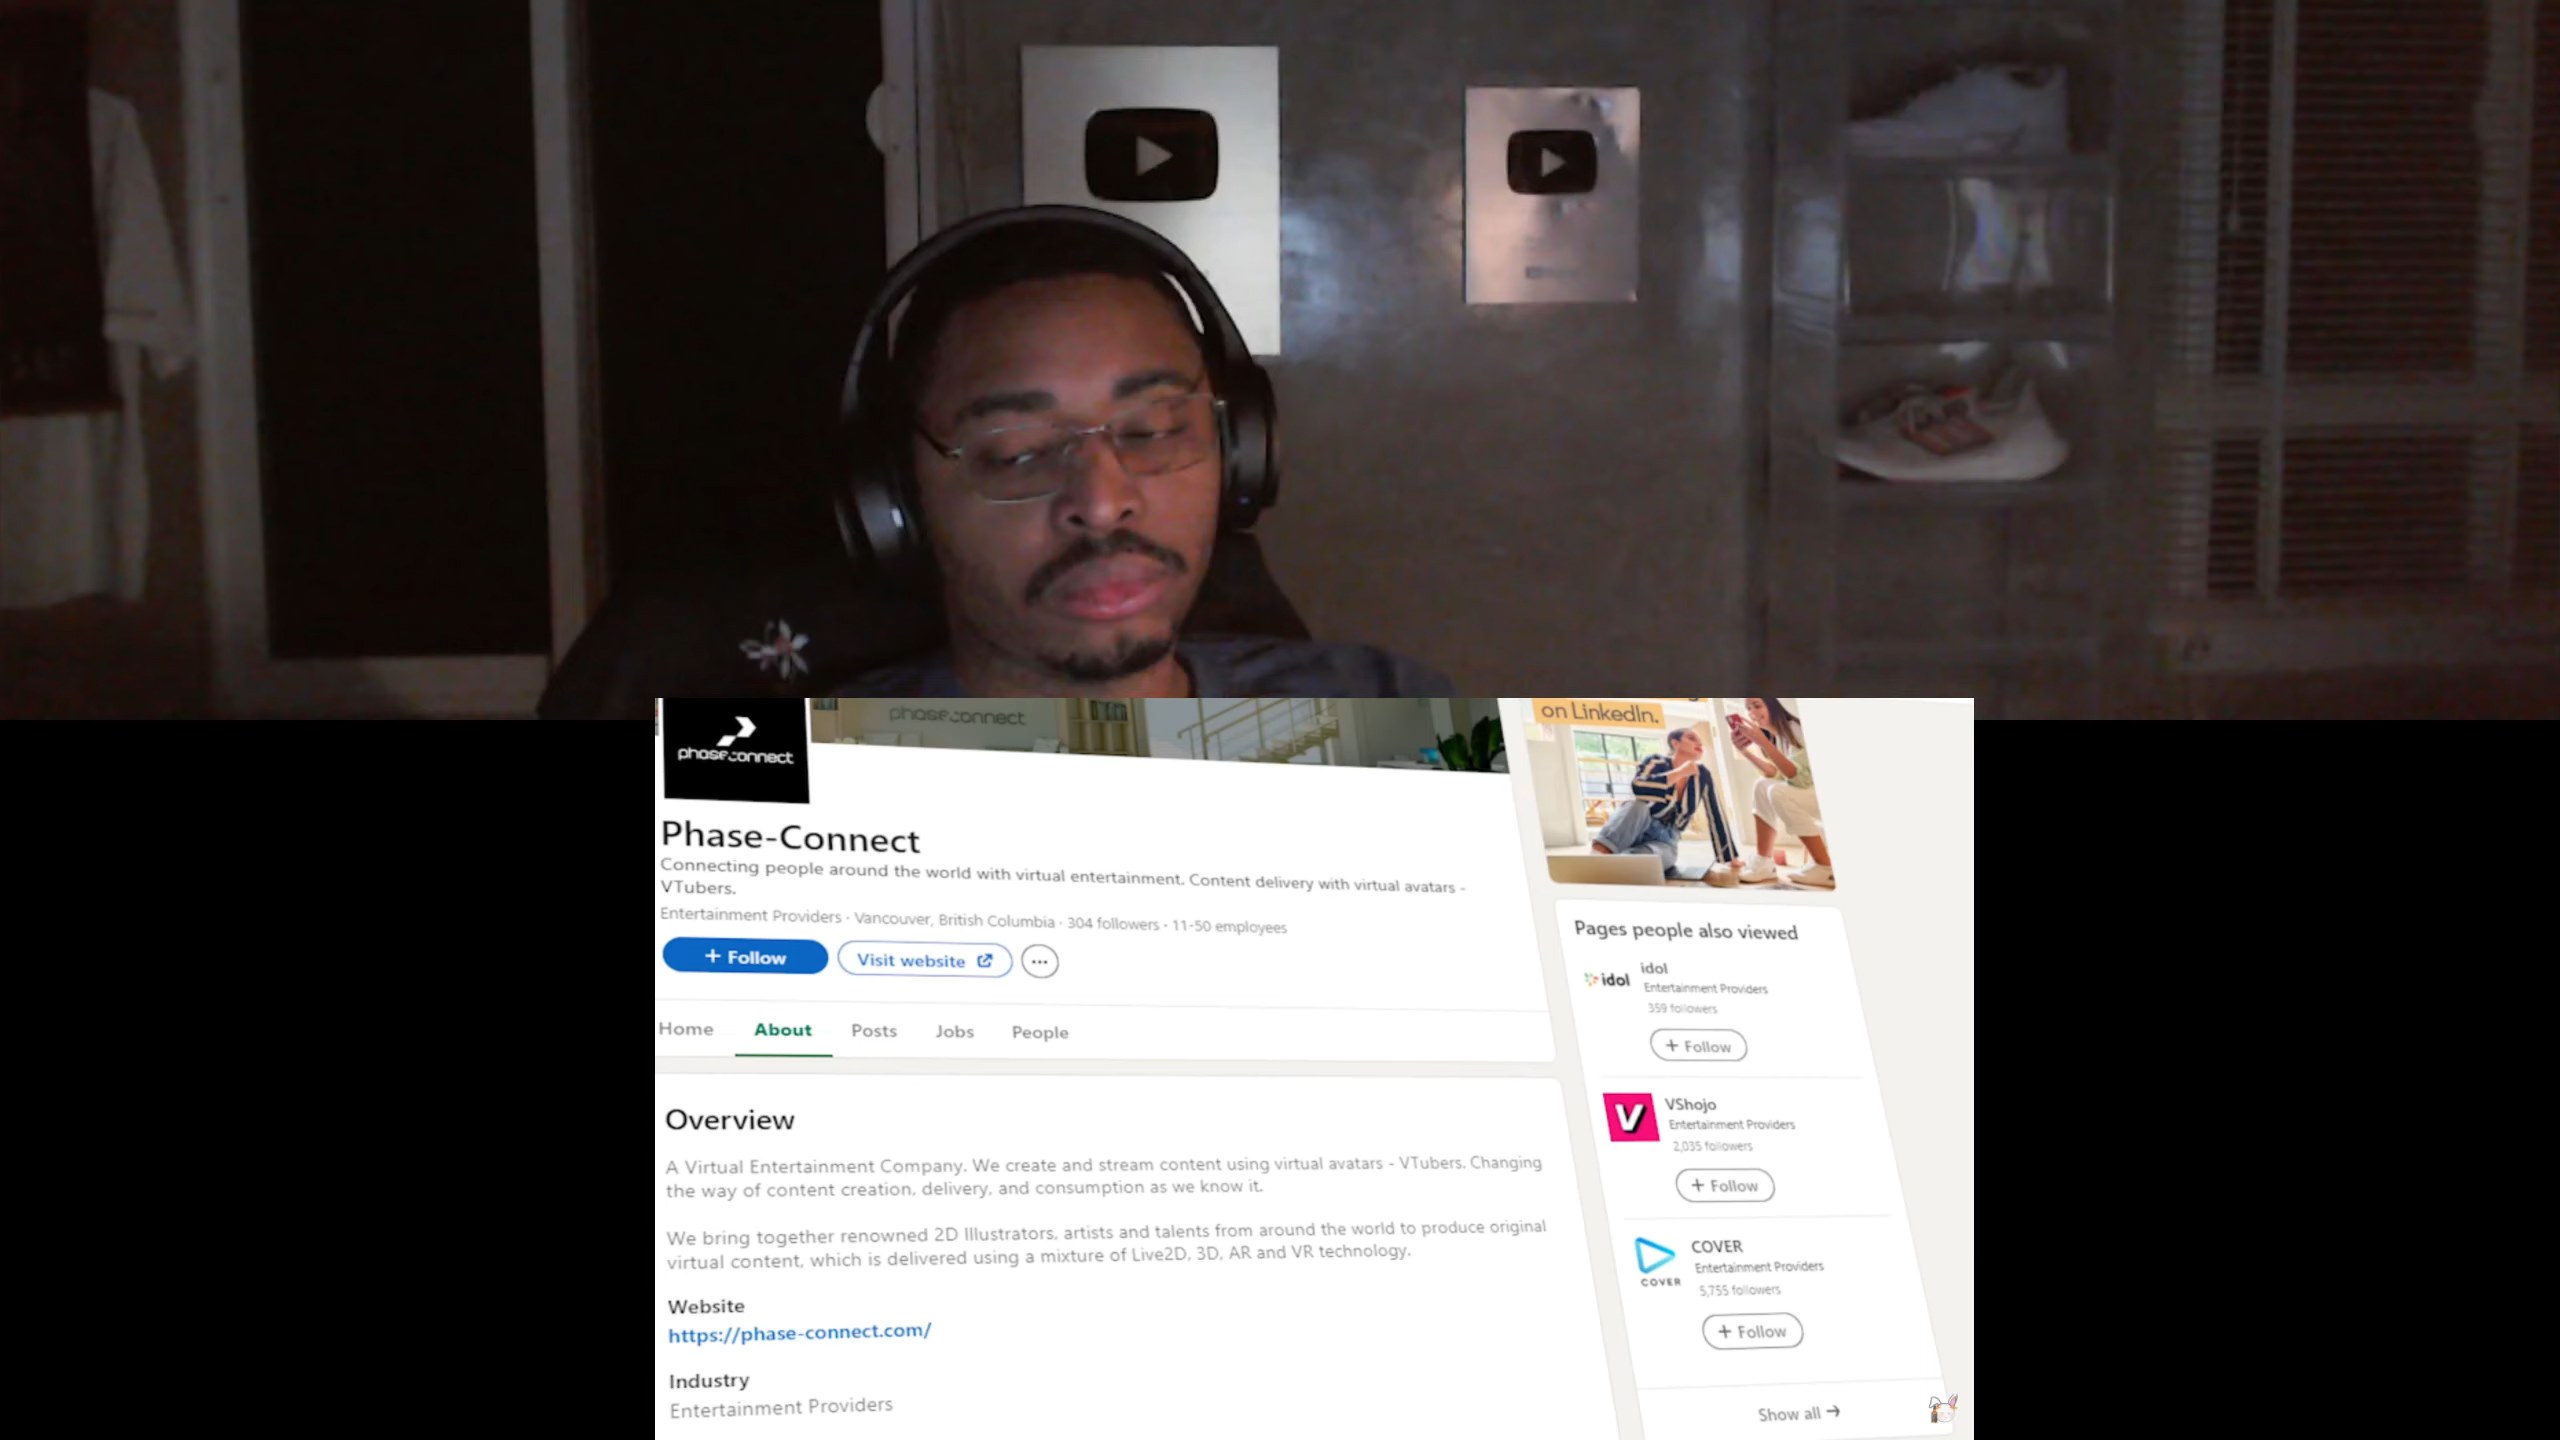 phase-connect
on LinkedIn.
phase-connect
Phase-Connect
Connecting people around the world with virtual entertainment. Content delivery with virtual avatars -
VTubers.
Entertainment Providers · Vancouver, British Columbia · 304 followers · 11-50 employees
+ Follow
Visit website
Home
About
Posts
Jobs
People
Overview
A Virtual Entertainment Company. We create and stream content using virtual avatars - VTubers. Changing
the way of content creation, delivery, and consumption as we know it.
We bring together renowned 2D Illustrators, artists and talents from around the world to produce original
virtual content, which is delivered using a mixture of Live2D, 3D, AR and VR technology.
Website
https://phase-connect.com/
Industry
Entertainment Providers
Pages people also viewed
idol
idol
Entertainment Providers
359 followers
+ Follow
V
VShojo
Entertainment Providers
2,035 followers
+ Follow
COVER
COVER
Entertainment Providers
5,755 followers
+ Follow
Show all →